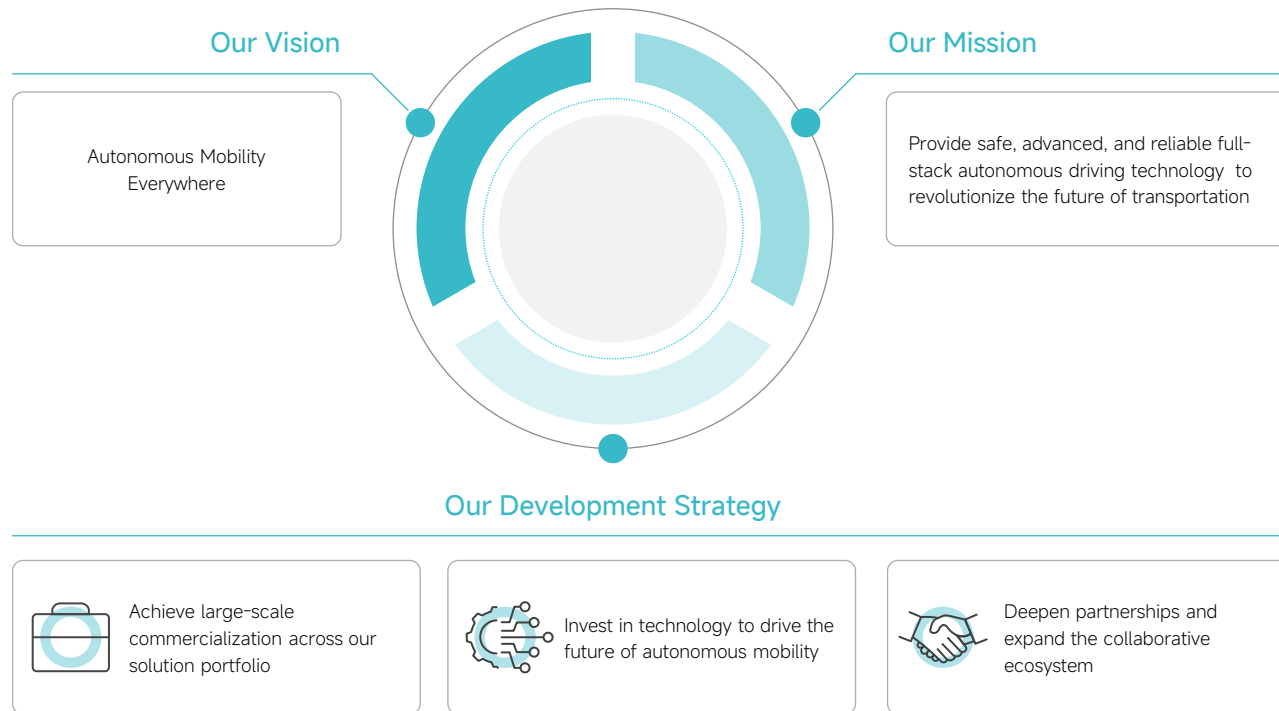 Our Vision
Autonomous Mobility
Everywhere
Our Mission
Provide safe, advanced, and reliable full-
stack autonomous driving technology to
revolutionize the future of transportation
Our Development Strategy
Achieve large-scale
commercialization across our
solution portfolio
Invest in technology to drive the
future of autonomous mobility
Deepen partnerships and
expand the collaborative
ecosystem